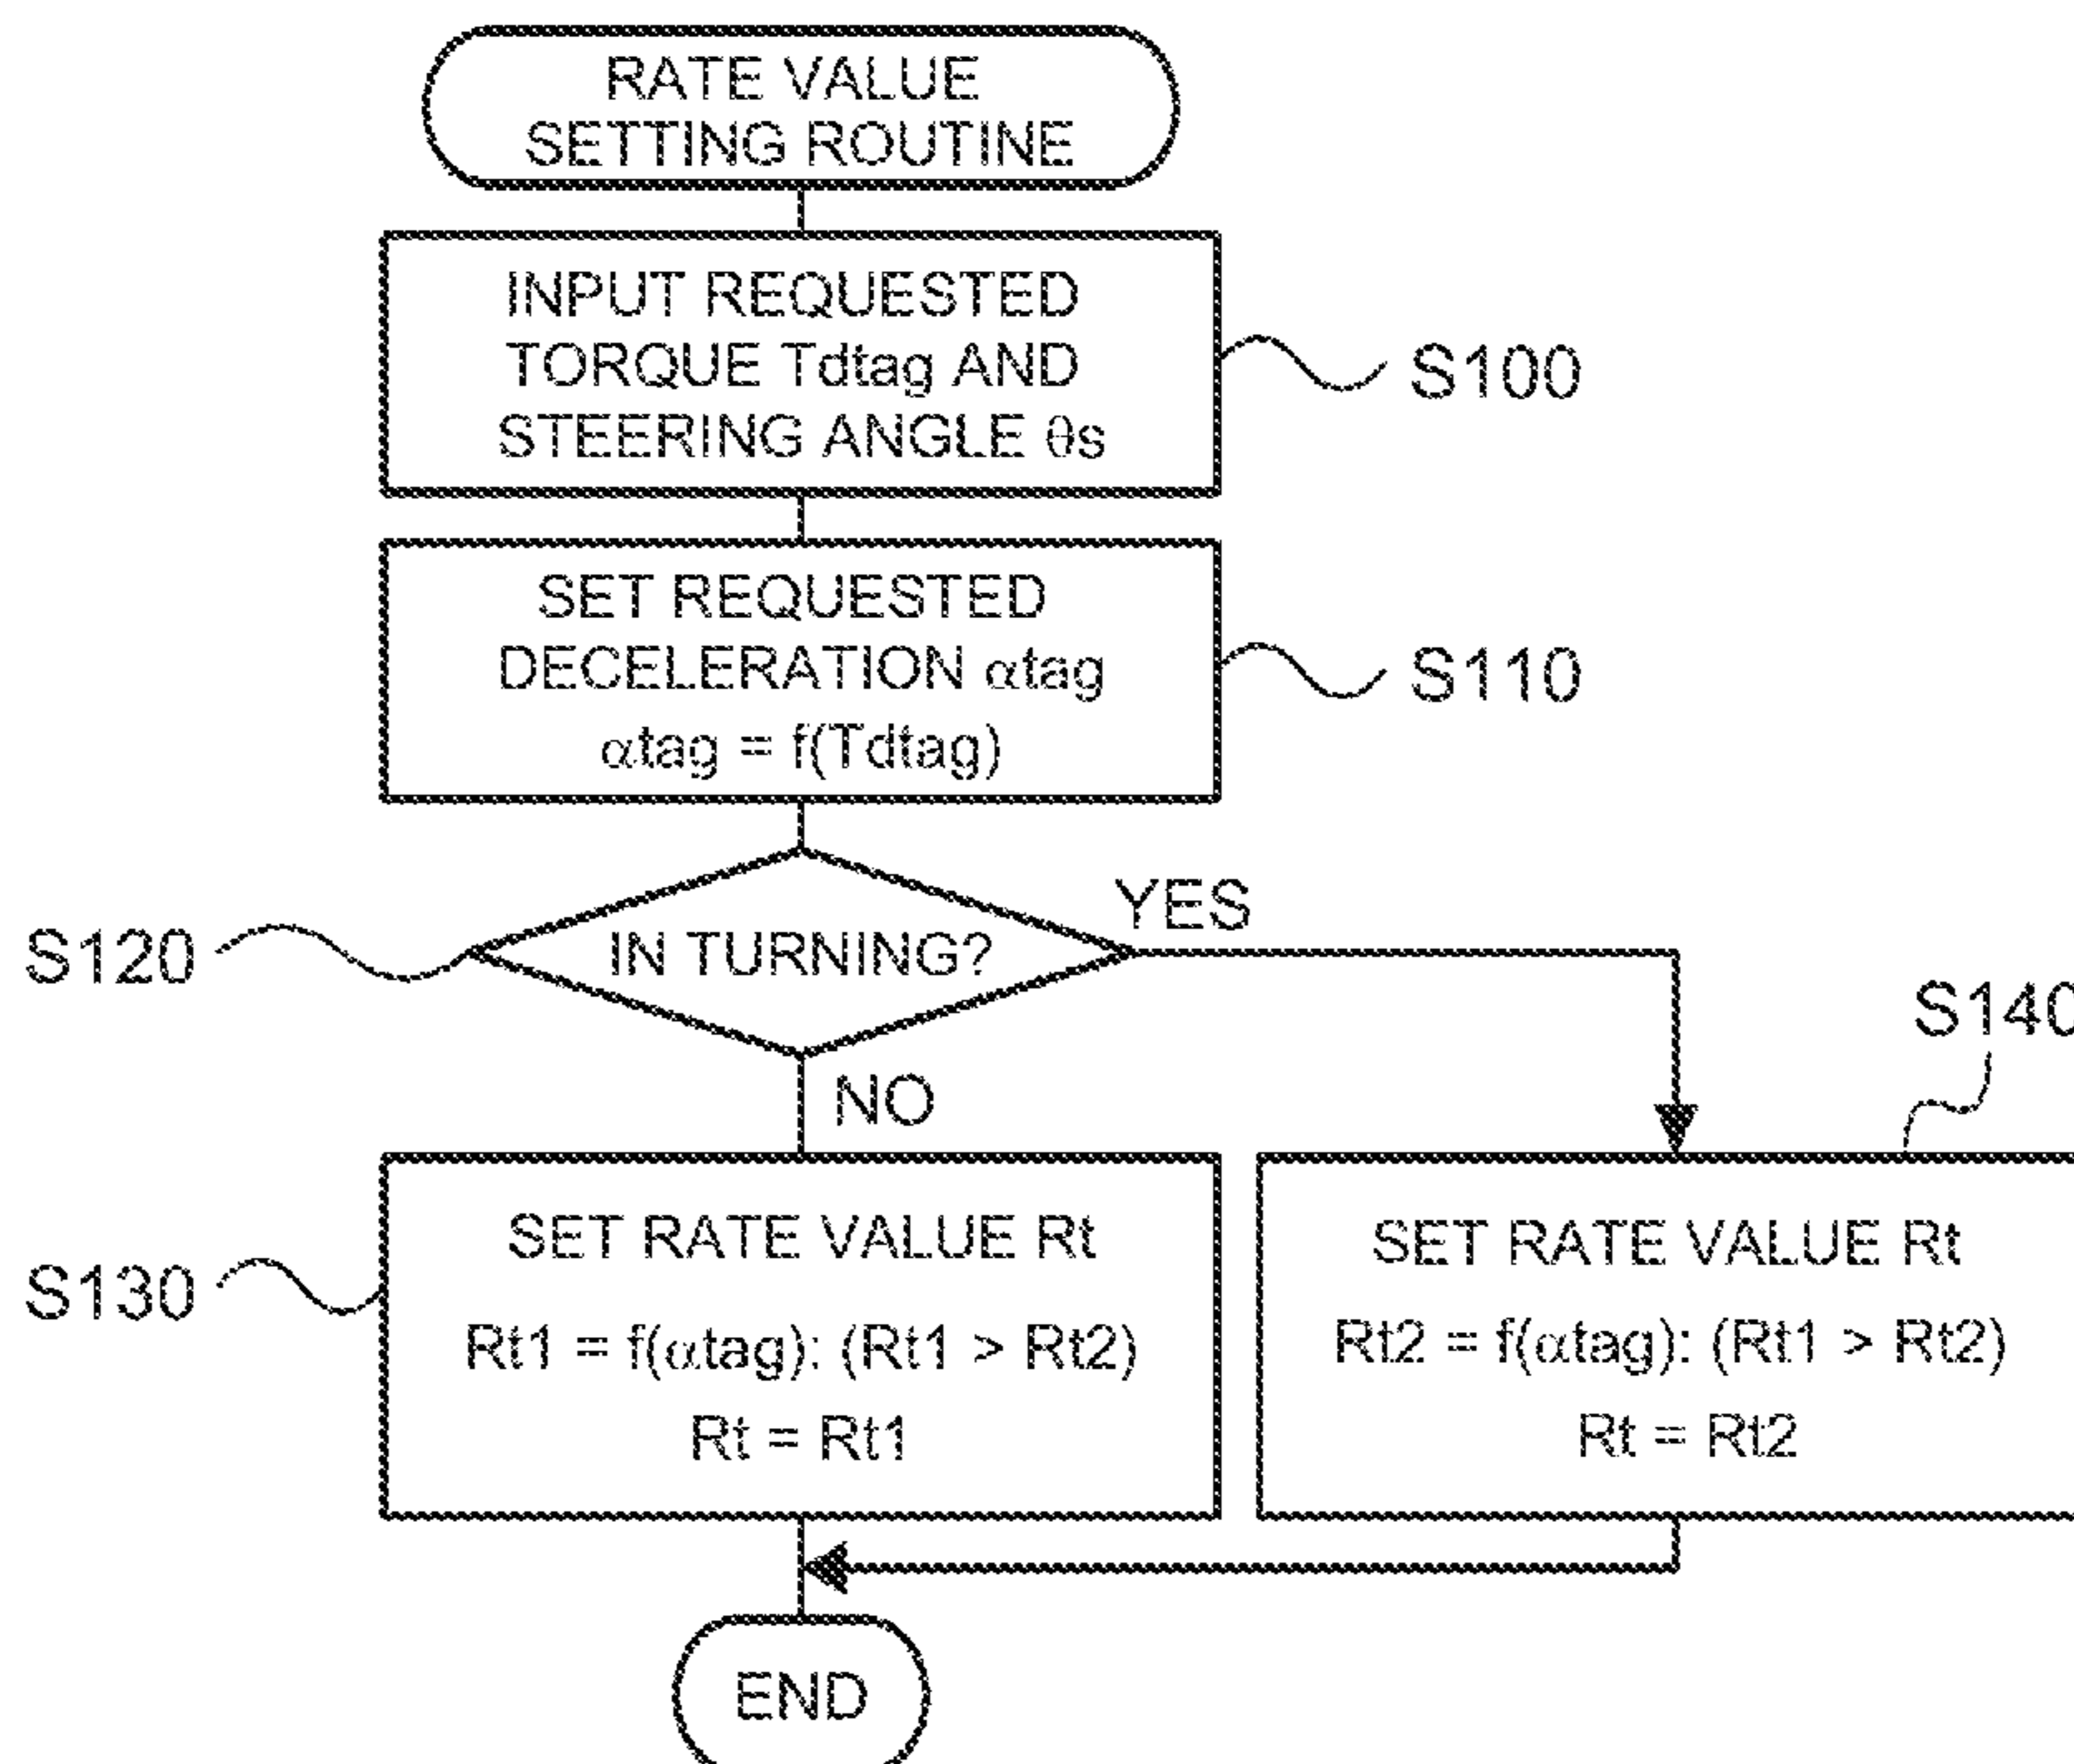 RATE VALUE
SETTING ROUTINE
INPUT REQUESTED
TORQUE Tdtag AND
STEERING ANGLE θs
S100
SET REQUESTED
DECELERATION αtag
αtag = f(Tdtag)
S110
S120
IN TURNING?
YES
NO
S140
S130
SET RATE VALUE Rt
Rt1 = f(αtag): (Rt1 > Rt2)
Rt = Rt1
SET RATE VALUE Rt
Rt2 = f(αtag): (Rt1 > Rt2)
Rt = Rt2
END